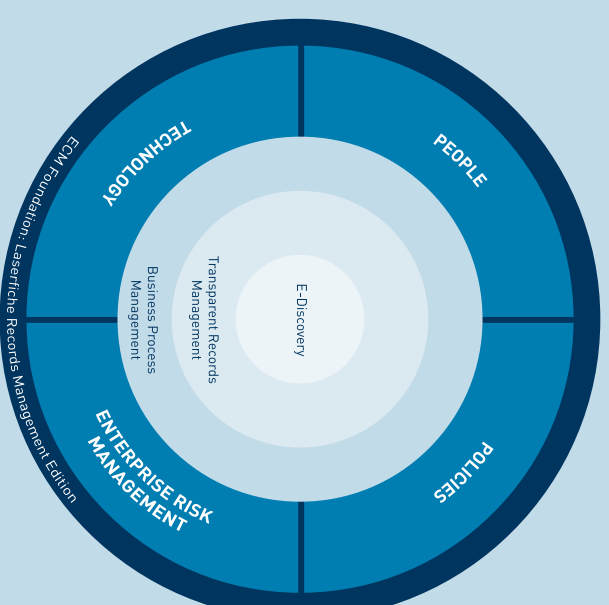 TECHNOLOGY
PEOPLE
ECM Foundation: Laserfiche Records Management Edition
Business Process
Management
Transparent Records
Management
E-Discovery
ENTERPRISE RISK
MANAGEMENT
POLICIES